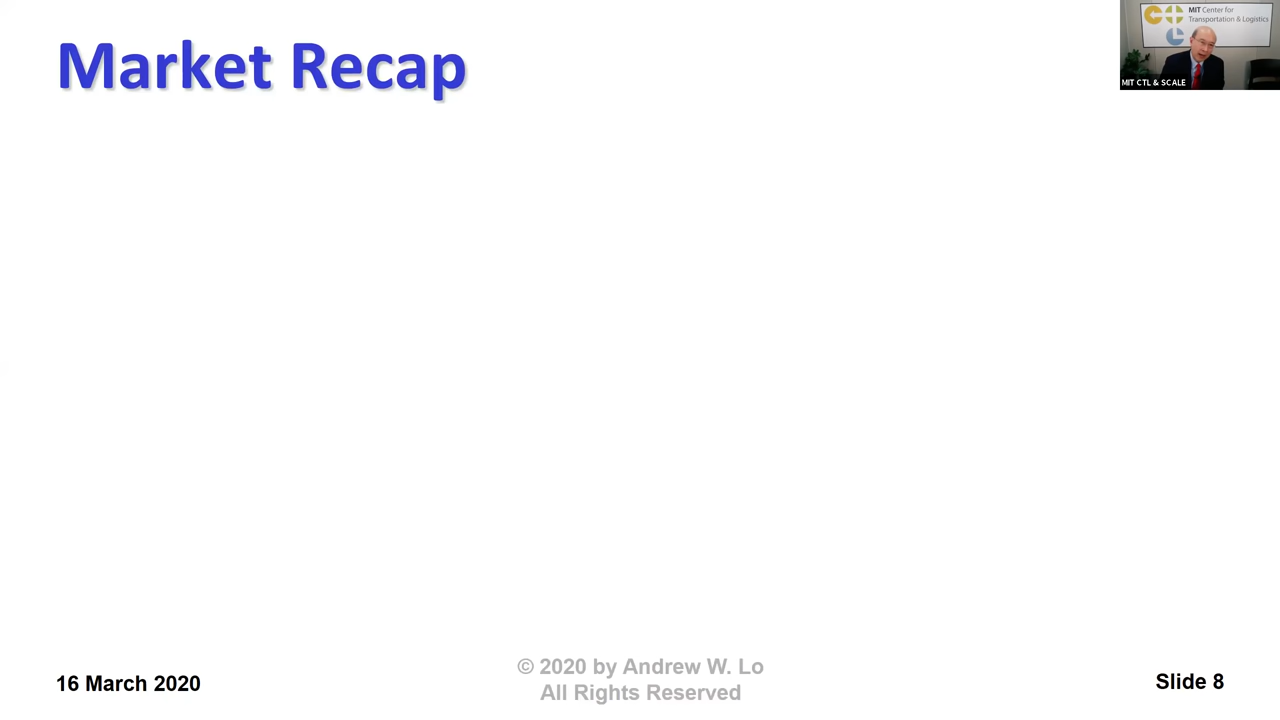 Market Recap
MIT Center for
Transportation & Logistics
MIT CTL & SCALE
© 2020 by Andrew W. Lo
All Rights Reserved
16 March 2020
Slide 8